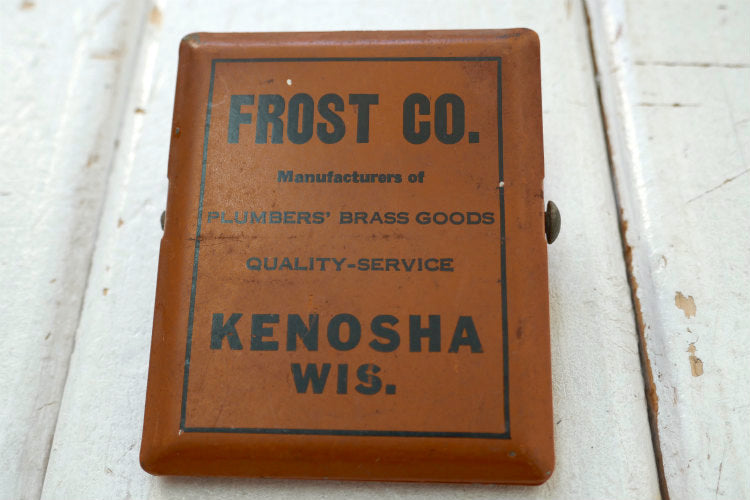 FROST CO.
Manufacturers of
PLUMBERS' BRASS GOODS
QUALITY-SERVICE
KENOSHA
WIS.